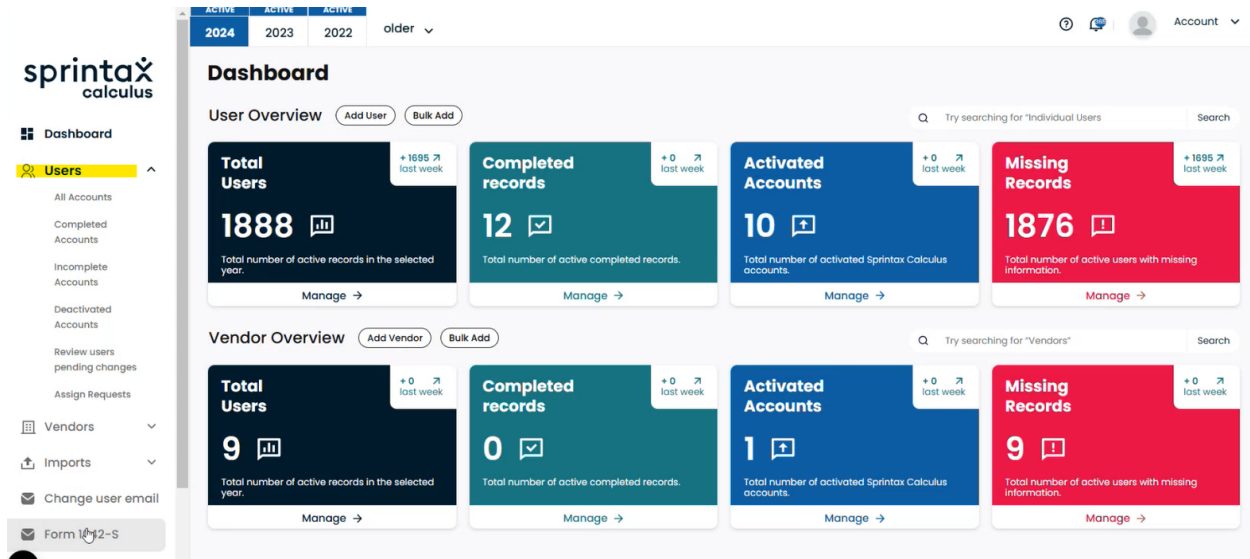 ACTIVE ACTIVE ACTIVE
2024 2023 2022 older
Account
sprintax
calculus
Dashboard
Users
All Accounts
Completed
Accounts
Incomplete
Accounts
Deactivated
Accounts
Review users
pending changes
Assign Requests
Vendors
Imports
Change user email
Form 1042-S
Dashboard
User Overview Add User Bulk Add
Try searching for "Individual Users Search
Total
Users
+ 1695
last week
1888
Total number of active records in the selected
year.
Manage →
Completed
records
+ 0
last week
12
Total number of active completed records.
Manage →
Activated
Accounts
+ 0
last week
10
Total number of activated Sprintax Calculus
accounts.
Manage →
Missing
Records
+ 1695
last week
1876
Total number of active users with missing
information.
Manage →
Vendor Overview Add Vendor Bulk Add
Try searching for "Vendors" Search
Total
Users
+ 0
last week
9
Total number of active records in the selected
year.
Manage →
Completed
records
+ 0
last week
0
Total number of active completed records.
Manage →
Activated
Accounts
+ 0
last week
1
Total number of activated Sprintax Calculus
accounts.
Manage →
Missing
Records
+ 0
last week
9
Total number of active users with missing
information.
Manage →